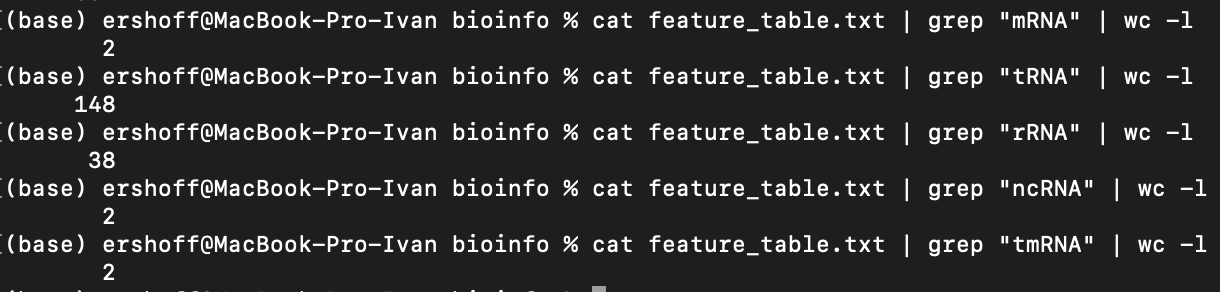 (base) ershoff@MacBook-Pro-Ivan bioinfo % cat feature_table.txt | grep "mRNA" | wc -l
2
(base) ershoff@MacBook-Pro-Ivan bioinfo % cat feature_table.txt | grep "tRNA" | wc -l
148
(base) ershoff@MacBook-Pro-Ivan bioinfo % cat feature_table.txt | grep "rRNA" | wc -l
38
(base) ershoff@MacBook-Pro-Ivan bioinfo % cat feature_table.txt | grep "ncRNA" | wc -l
2
(base) ershoff@MacBook-Pro-Ivan bioinfo % cat feature_table.txt | grep "tmRNA" | wc -l
2